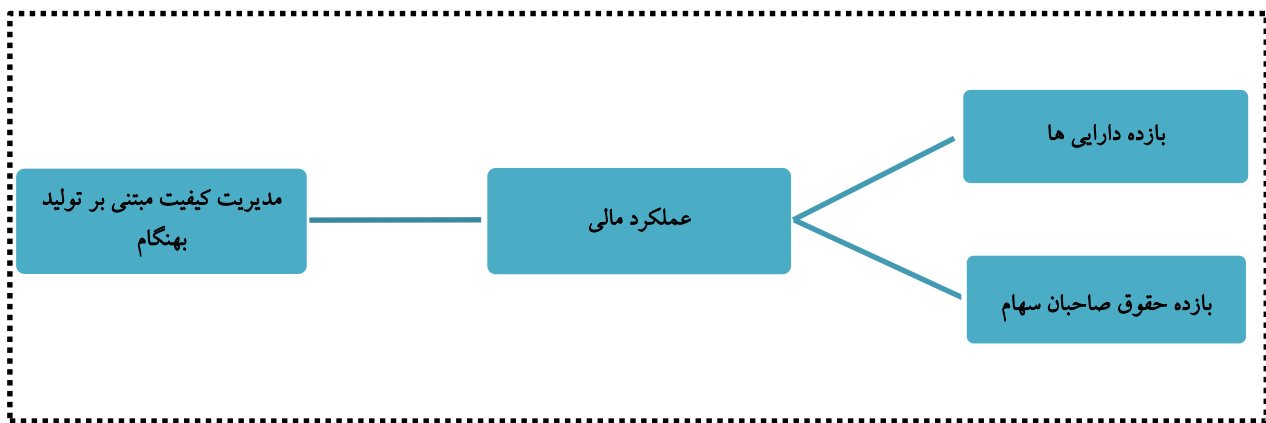 بازده دارایی ها
مدیریت کیفیت مبتنی بر تولید
بهنگام
عملکرد مالی
بازده حقوق صاحبان سهام